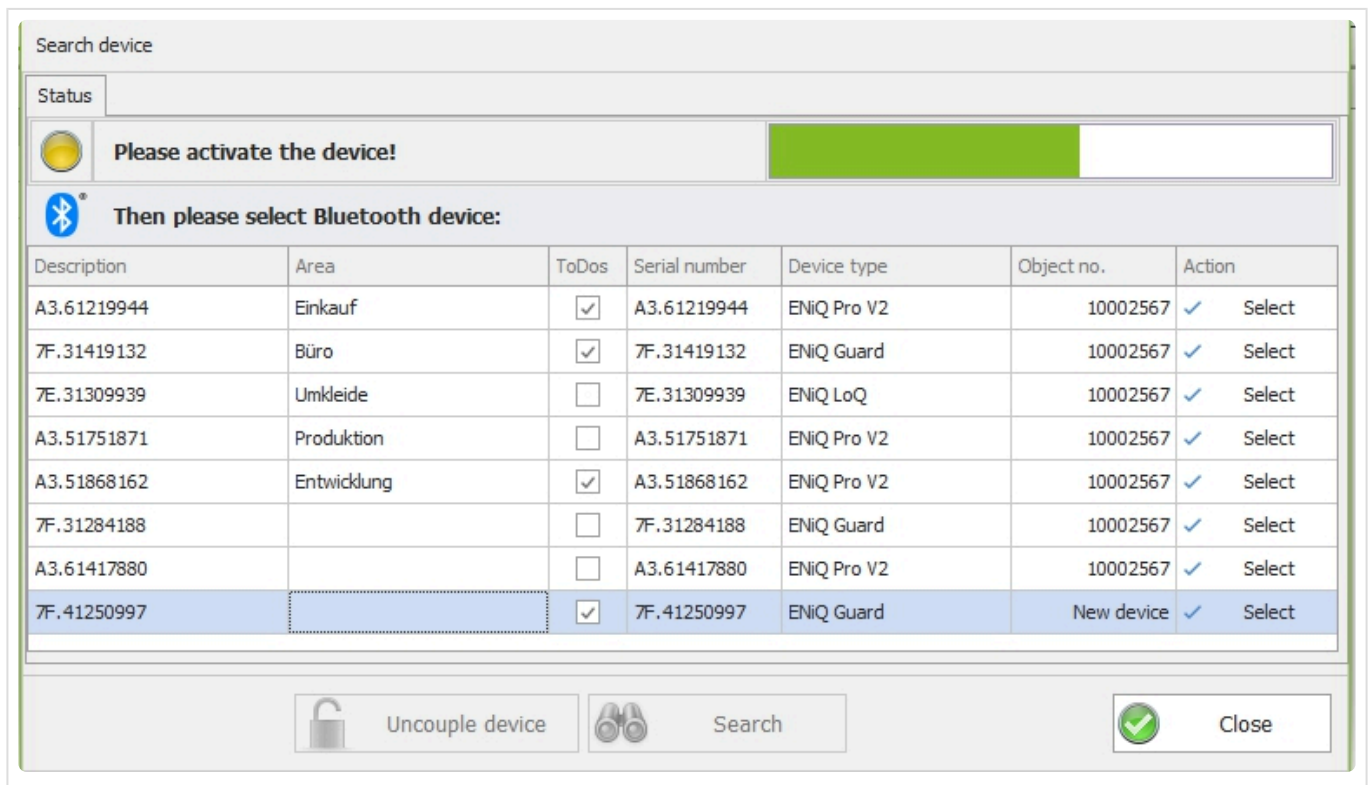 Search device
Status
Please activate the device!
Then please select Bluetooth device:
Description Area ToDos Serial number Device type Object no. Action
A3.61219944 Einkauf A3.61219944 ENiQ Pro V2 10002567 Select
7F.31419132 Büro 7F.31419132 ENiQ Guard 10002567 Select
7E.31309939 Umkleide 7E.31309939 ENiQ LoQ 10002567 Select
A3.51751871 Produktion A3.51751871 ENiQ Pro V2 10002567 Select
A3.51868162 Entwicklung A3.51868162 ENiQ Pro V2 10002567 Select
7F.31284188 7F.31284188 ENiQ Guard 10002567 Select
A3.61417880 A3.61417880 ENiQ Pro V2 10002567 Select
7F.41250997 7F.41250997 ENiQ Guard New device Select
Uncouple device Search Close